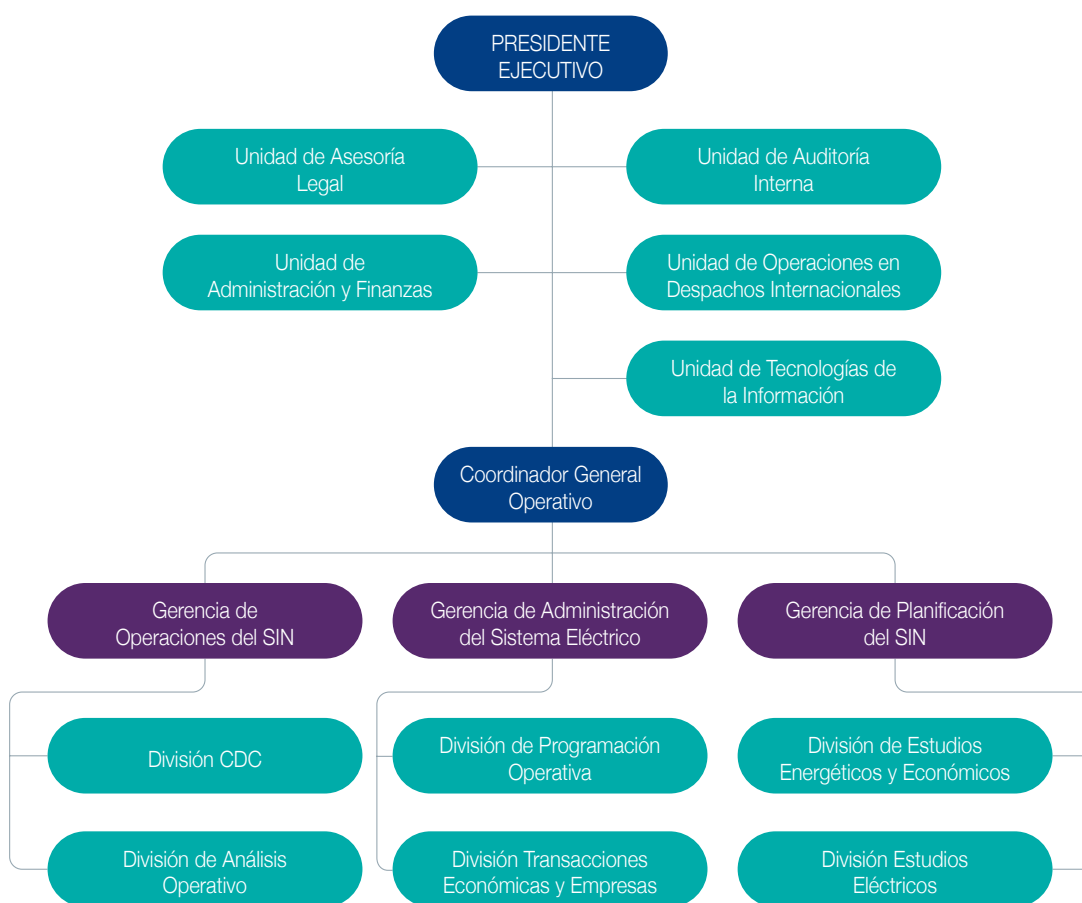 PRESIDENTE
EJECUTIVO
Unidad de Asesoría
Legal
Unidad de Auditoría
Interna
Unidad de
Administración y Finanzas
Unidad de Operaciones en
Despachos Internacionales
Unidad de Tecnologías de
la Información
Coordinador General
Operativo
Gerencia de
Operaciones del SIN
Gerencia de Administración
del Sistema Eléctrico
Gerencia de Planificación
del SIN
División CDC
División de Programación
Operativa
División de Estudios
Energéticos y Económicos
División de Análisis
Operativo
División Transacciones
Económicas y Empresas
División Estudios
Eléctricos